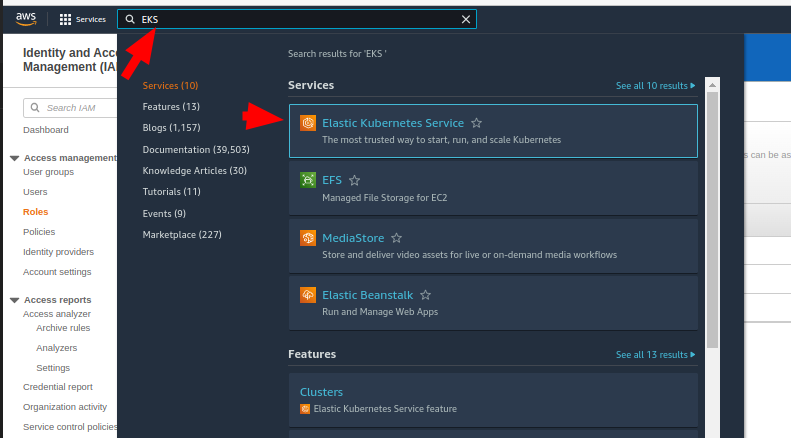 aws
Services
EKS
Identity and Acc
Management (IA
Search IAM
Dashboard
Access management
User groups
Users
Roles
Policies
Identity providers
Account settings
Access reports
Access analyzer
Archive rules
Analyzers
Settings
Credential report
Organization activity
Service control policies
Search results for 'EKS '
Services (10)
Features (13)
Blogs (1,157)
Documentation (39,503)
Knowledge Articles (30)
Tutorials (11)
Events (9)
Marketplace (227)
Services
See all 10 results
Elastic Kubernetes Service
The most trusted way to start, run, and scale Kubernetes
EFS
Managed File Storage for EC2
MediaStore
Store and deliver video assets for live or on-demand media workflows
Elastic Beanstalk
Run and Manage Web Apps
Features
See all 13 results
Clusters
Elastic Kubernetes Service feature
s can be as